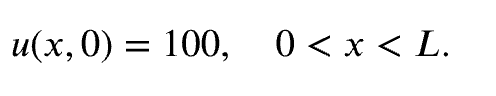 u(x, 0) = 100, 0 < x < L.